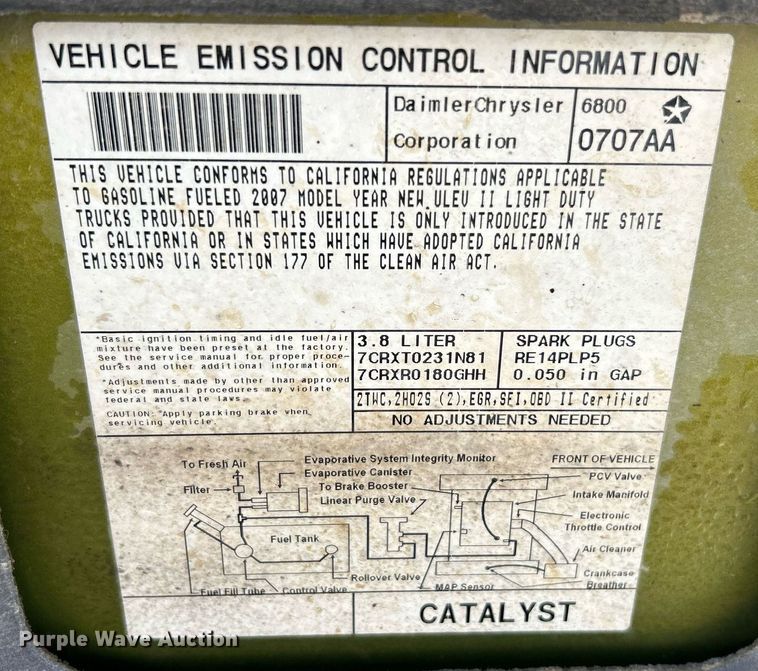 VEHICLE EMISSION CONTROL INFORMATION
DaimlerChrysler
Corporation
6800
0707AA
THIS VEHICLE CONFORMS TO CALIFORNIA REGULATIONS APPLICABLE
TO GASOLINE FUELED 2007 MODEL YEAR NEW ULEV II LIGHT DUTY
TRUCKS PROVIDED THAT THIS VEHICLE IS ONLY INTRODUCED IN THE STATE
OF CALIFORNIA OR IN STATES WHICH HAVE ADOPTED CALIFORNIA
EMISSIONS VIA SECTION 177 OF THE CLEAN AIR ACT.
*Basic ignition timing and idle fuel/air
mixture have been preset at the factory.
See the service manual for proper proce-
dures and other additional information.
*Adjustments made by other than approved
service manual procedures may violate
federal and state laws.
CAUTION: Apply parking brake when
servicing vehicle.
3.8 LITER
7CRXT0231N81
7CRXR0180GHH
SPARK PLUGS
RE14PLP5
0.050 in GAP
2TWC,2HO2S (2),EGR,SFI,OBD II Certified
NO ADJUSTMENTS NEEDED
To Fresh Air
Evaporative System Integrity Monitor
FRONT OF VEHICLE
Evaporative Canister
PCV Valve
Filter
To Brake Booster
Intake Manifold
Linear Purge Valve
Electronic
Throttle Control
Fuel Tank
Air Cleaner
Rollover Valve
Crankcase
Breather
Fuel Fill Tube
Control Valve
MAP Sensor
CATALYST
Purple Wave Auction